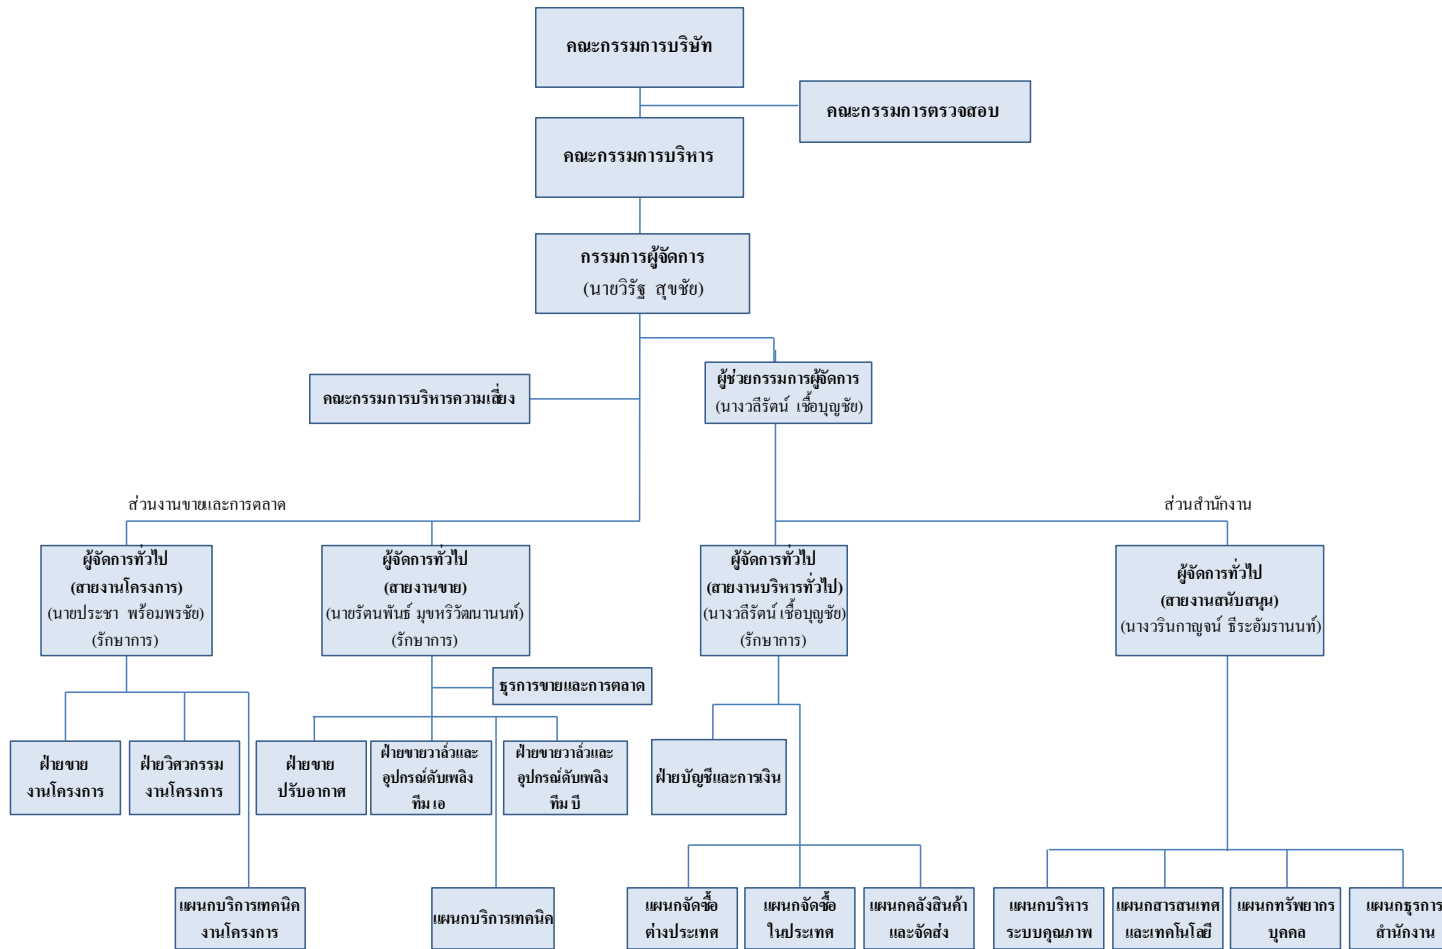 คณะกรรมการบริษัท
คณะกรรมการตรวจสอบ
คณะกรรมการบริหาร
กรรมการผู้จัดการ
(นายวิรัฐ สุขชัย)
คณะกรรมการบริหารความเสี่ยง
ผู้ช่วยกรรมการผู้จัดการ
(นางวลีรัตน์ เชื้อบุญชัย)
ส่วนงานขายและการตลาด
ส่วนสำนักงาน
ผู้จัดการทั่วไป
(สายงานโครงการ)
(นายประชา พร้อมพรชัย)
(รักษาการ)
ผู้จัดการทั่วไป
(สายงานขาย)
(นายรัตนพันธ์ มุขหริวัฒนานนท์)
(รักษาการ)
ผู้จัดการทั่วไป
(สายงานบริหารทั่วไป)
(นางวลีรัตน์ เชื้อบุญชัย)
(รักษาการ)
ผู้จัดการทั่วไป
(สายงานสนับสนุน)
(นางวรินกาญจน์ ธีระอัมรานนท์)
ธุรการขายและการตลาด
ฝ่ายขาย
งานโครงการ
ฝ่ายวิศวกรรม
งานโครงการ
ฝ่ายขาย
ปรับอากาศ
ฝ่ายขายวาล์วและ
อุปกรณ์ดับเพลิง
ทีม เอ
ฝ่ายขายวาล์วและ
อุปกรณ์ดับเพลิง
ทีม บี
ฝ่ายบัญชีและการเงิน
แผนกบริการเทคนิค
งานโครงการ
แผนกบริการเทคนิค
แผนกจัดซื้อ
ต่างประเทศ
แผนกจัดซื้อ
ในประเทศ
แผนกคลังสินค้า
และจัดส่ง
แผนกบริหาร
ระบบคุณภาพ
แผนกสารสนเทศ
และเทคโนโลยี
แผนกทรัพยากร
บุคคล
แผนกธุรการ
สำนักงาน